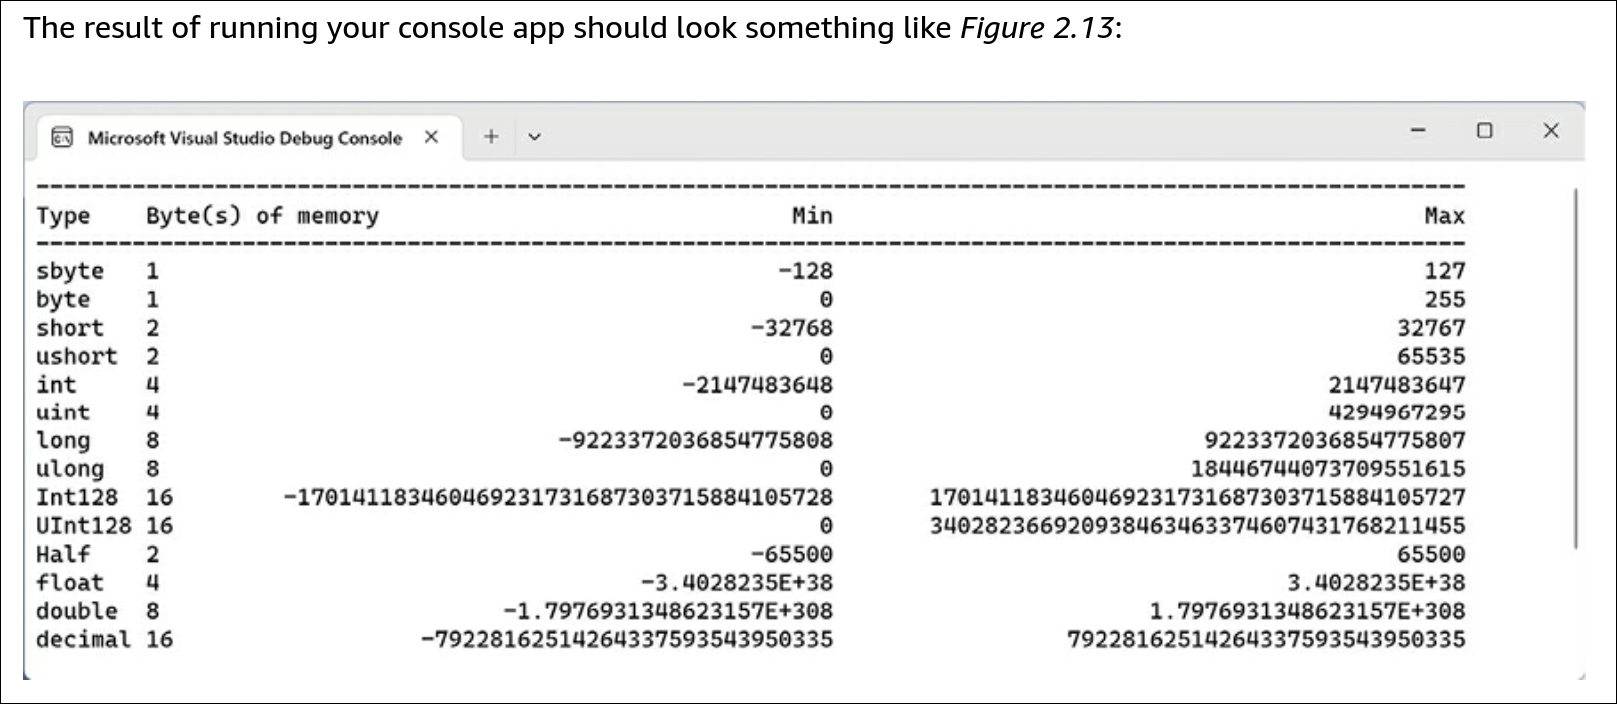 The result of running your console app should look something like Figure 2.13:
Microsoft Visual Studio Debug Console
Type Byte(s) of memory Min Max
sbyte 1 -128 127
byte 1 0 255
short 2 -32768 32767
ushort 2 0 65535
int 4 -2147483648 2147483647
uint 4 0 4294967295
long 8 -9223372036854775808 9223372036854775807
ulong 8 0 18446744073709551615
Int128 16 -170141183460469231731687303715884105728 170141183460469231731687303715884105727
UInt128 16 0 340282366920938463463374607431768211455
Half 2 -65500 65500
float 4 -3.4028235E+38 3.4028235E+38
double 8 -1.7976931348623157E+308 1.7976931348623157E+308
decimal 16 -79228162514264337593543950335 79228162514264337593543950335